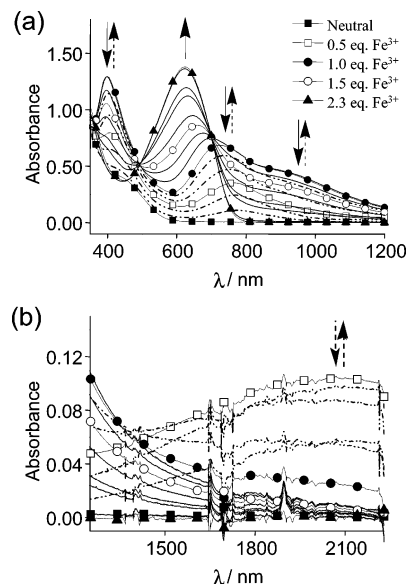 (a)
1.50
1.00
0.50
0.00
Absorbance
Neutral
0.5 eq. Fe³⁺
1.0 eq. Fe³⁺
1.5 eq. Fe³⁺
2.3 eq. Fe³⁺
400 600 800 1000 1200
λ / nm
(b)
0.12
0.08
0.04
0.00
Absorbance
1500 1800 2100
λ / nm